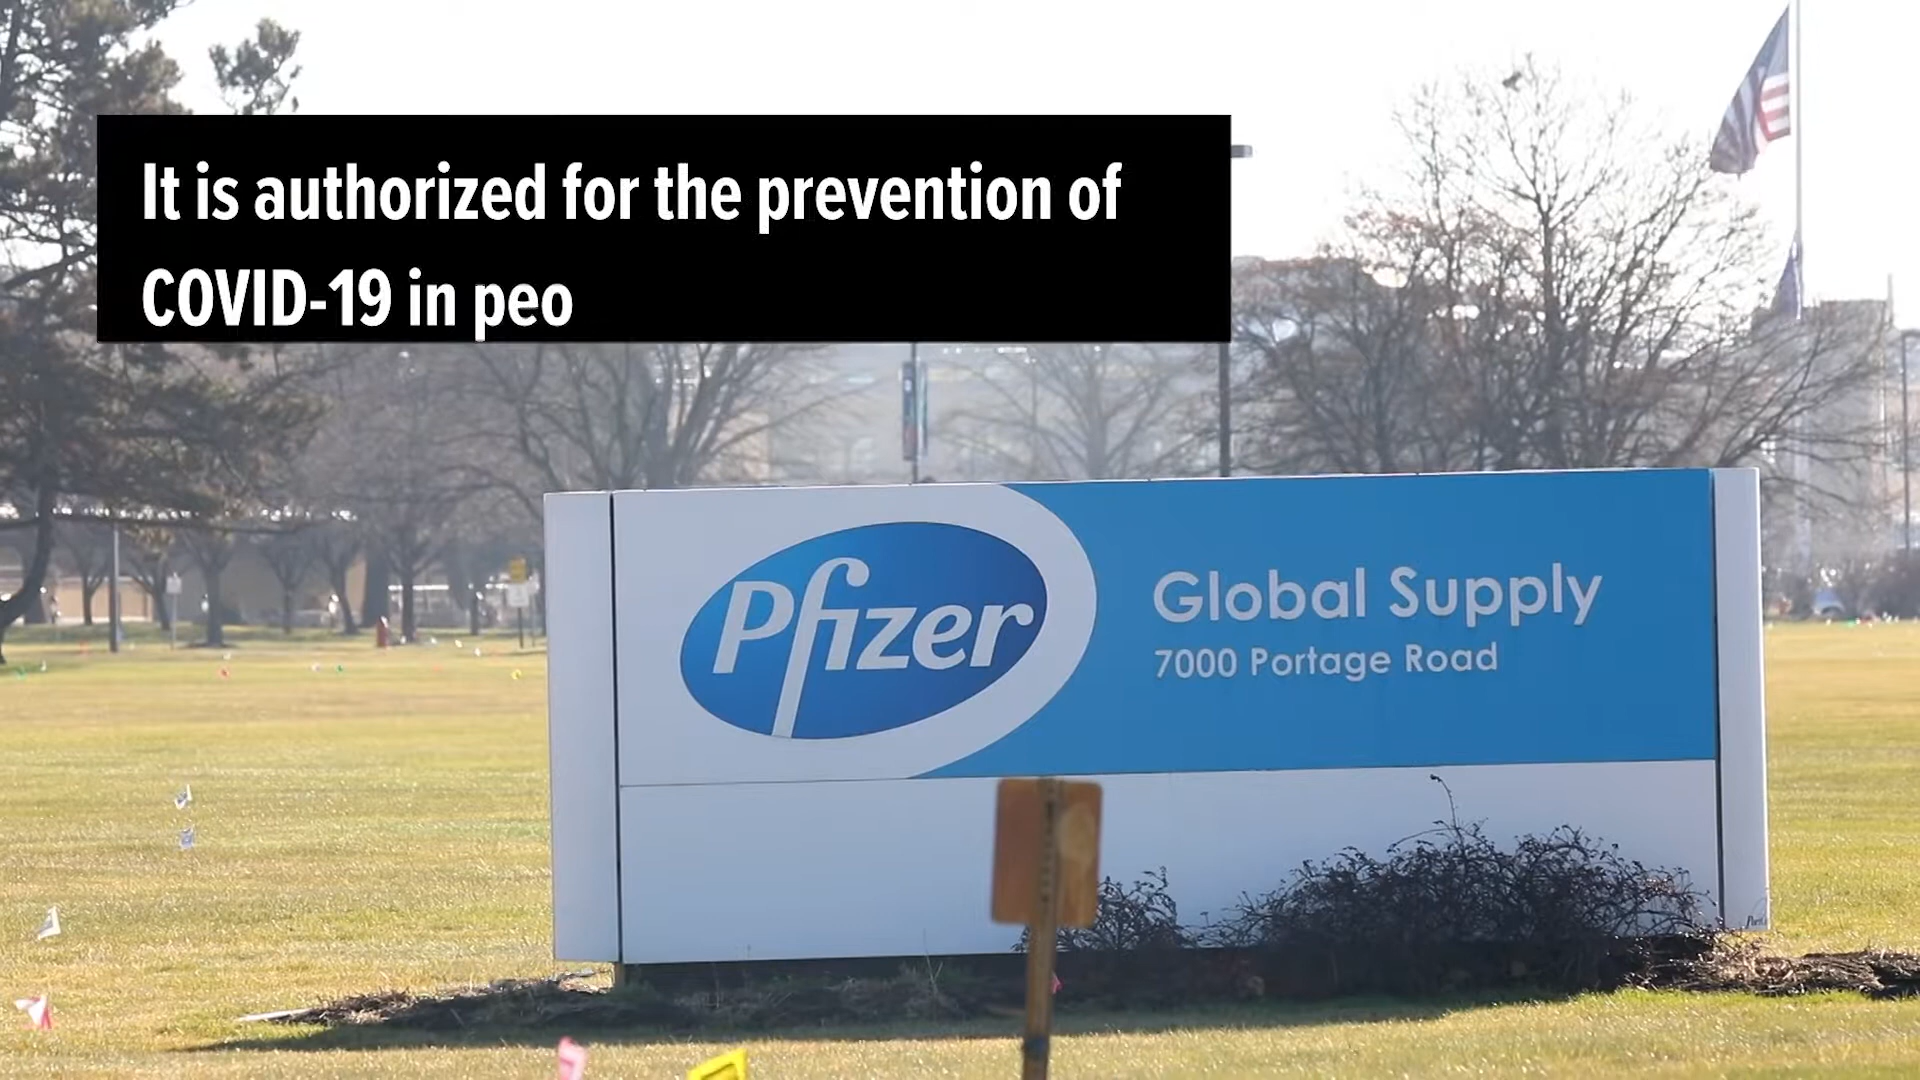 It is authorized for the prevention of
COVID-19 in peo
Pfizer
Global Supply
7000 Portage Road